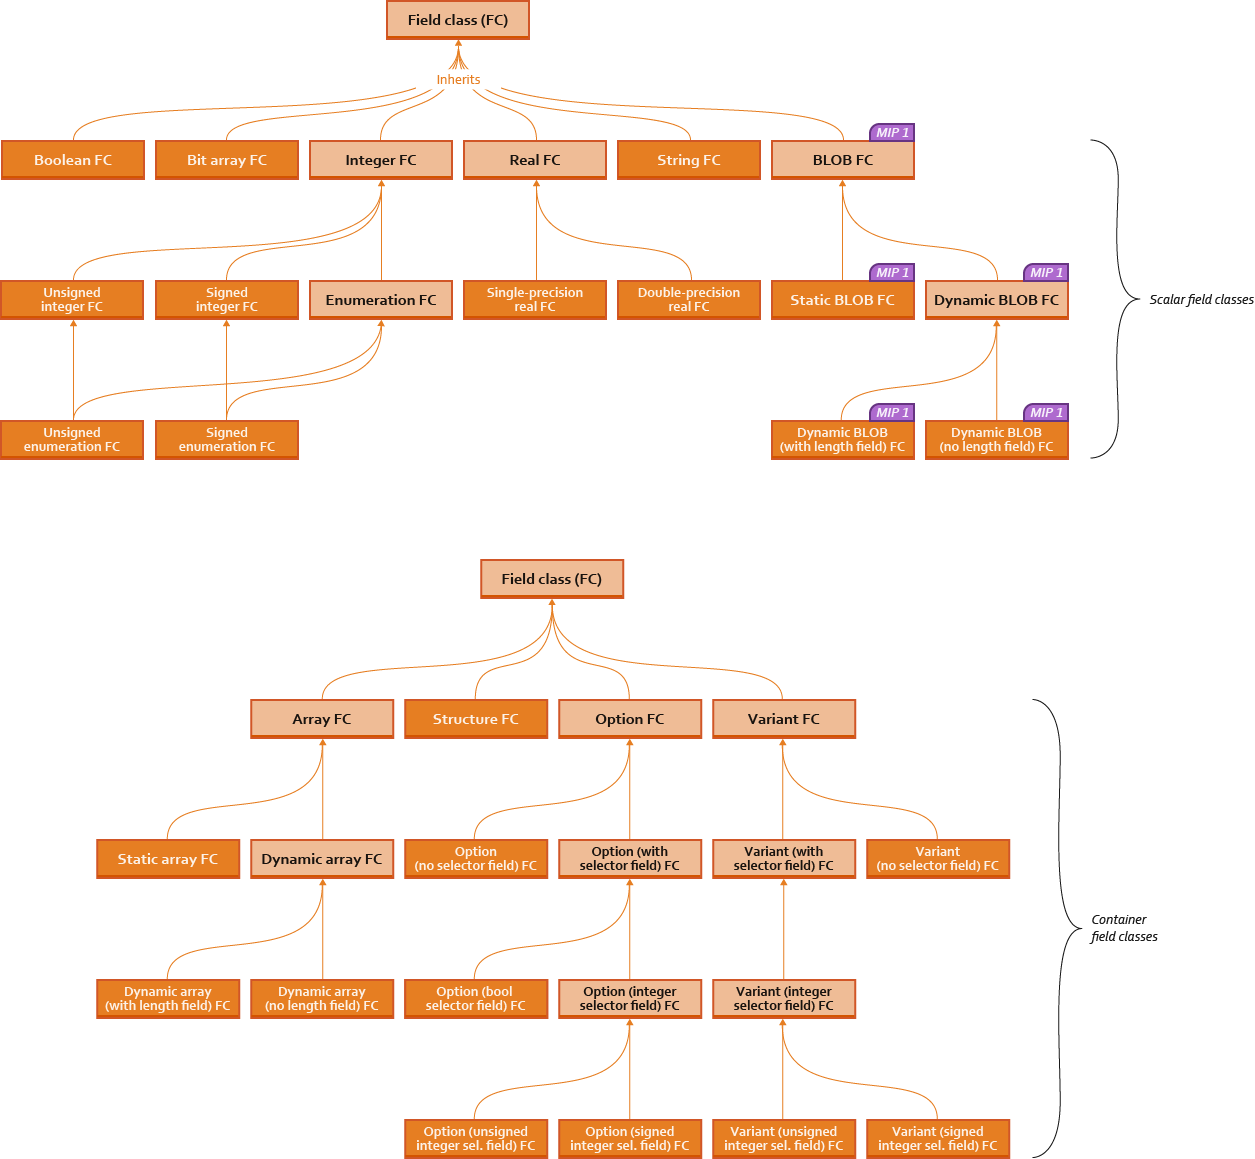 Field class (FC)
Inherits
MIP 1
Boolean FC
Bit array FC
Integer FC
Real FC
String FC
BLOB FC
MIP 1
MIP 1
Unsigned
integer FC
Signed
integer FC
Enumeration FC
Single-precision
real FC
Double-precision
real FC
Static BLOB FC
Dynamic BLOB FC
Scalar field classes
MIP 1
MIP 1
Unsigned
enumeration FC
Signed
enumeration FC
Dynamic BLOB
(with length field) FC
Dynamic BLOB
(no length field) FC
Field class (FC)
Array FC
Structure FC
Option FC
Variant FC
Static array FC
Dynamic array FC
Option
(no selector field) FC
Option (with
selector field) FC
Variant (with
selector field) FC
Variant
(no selector field) FC
Container
field classes
Dynamic array
(with length field) FC
Dynamic array
(no length field) FC
Option (bool
selector field) FC
Option (integer
selector field) FC
Variant (integer
selector field) FC
Option (unsigned
integer sel. field) FC
Option (signed
integer sel. field) FC
Variant (unsigned
integer sel. field) FC
Variant (signed
integer sel. field) FC